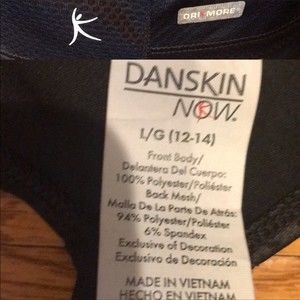 DRI MORE
DANSKIN
NOW.
L/G (12-14)
Front Body/
Delantera Del Cuerpo:
100% Polyester/Poliéster
Back Mesh/
Malla De La Parte De Atrás:
94% Polyester/Poliéster
6% Spandex
Exclusive of Decoration
Exclusiva de Decoración
MADE IN VIETNAM
HECHO EN VIETNAM